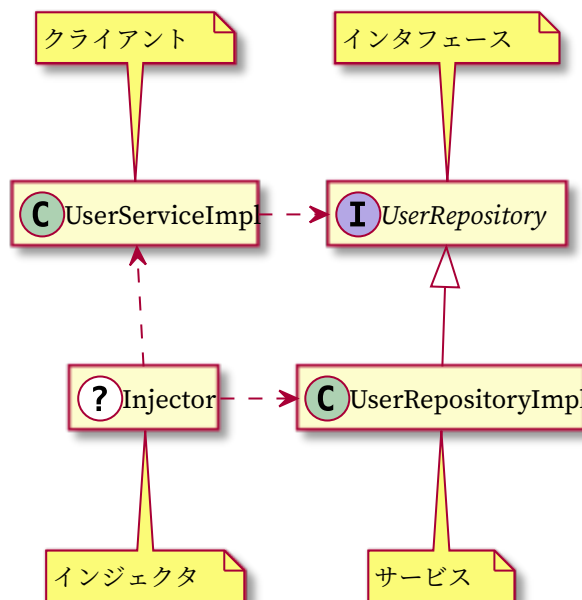 クライアント
インタフェース
C UserServiceImpl
I UserRepository
? Injector
C UserRepositoryImpl
インジェクタ
サービス